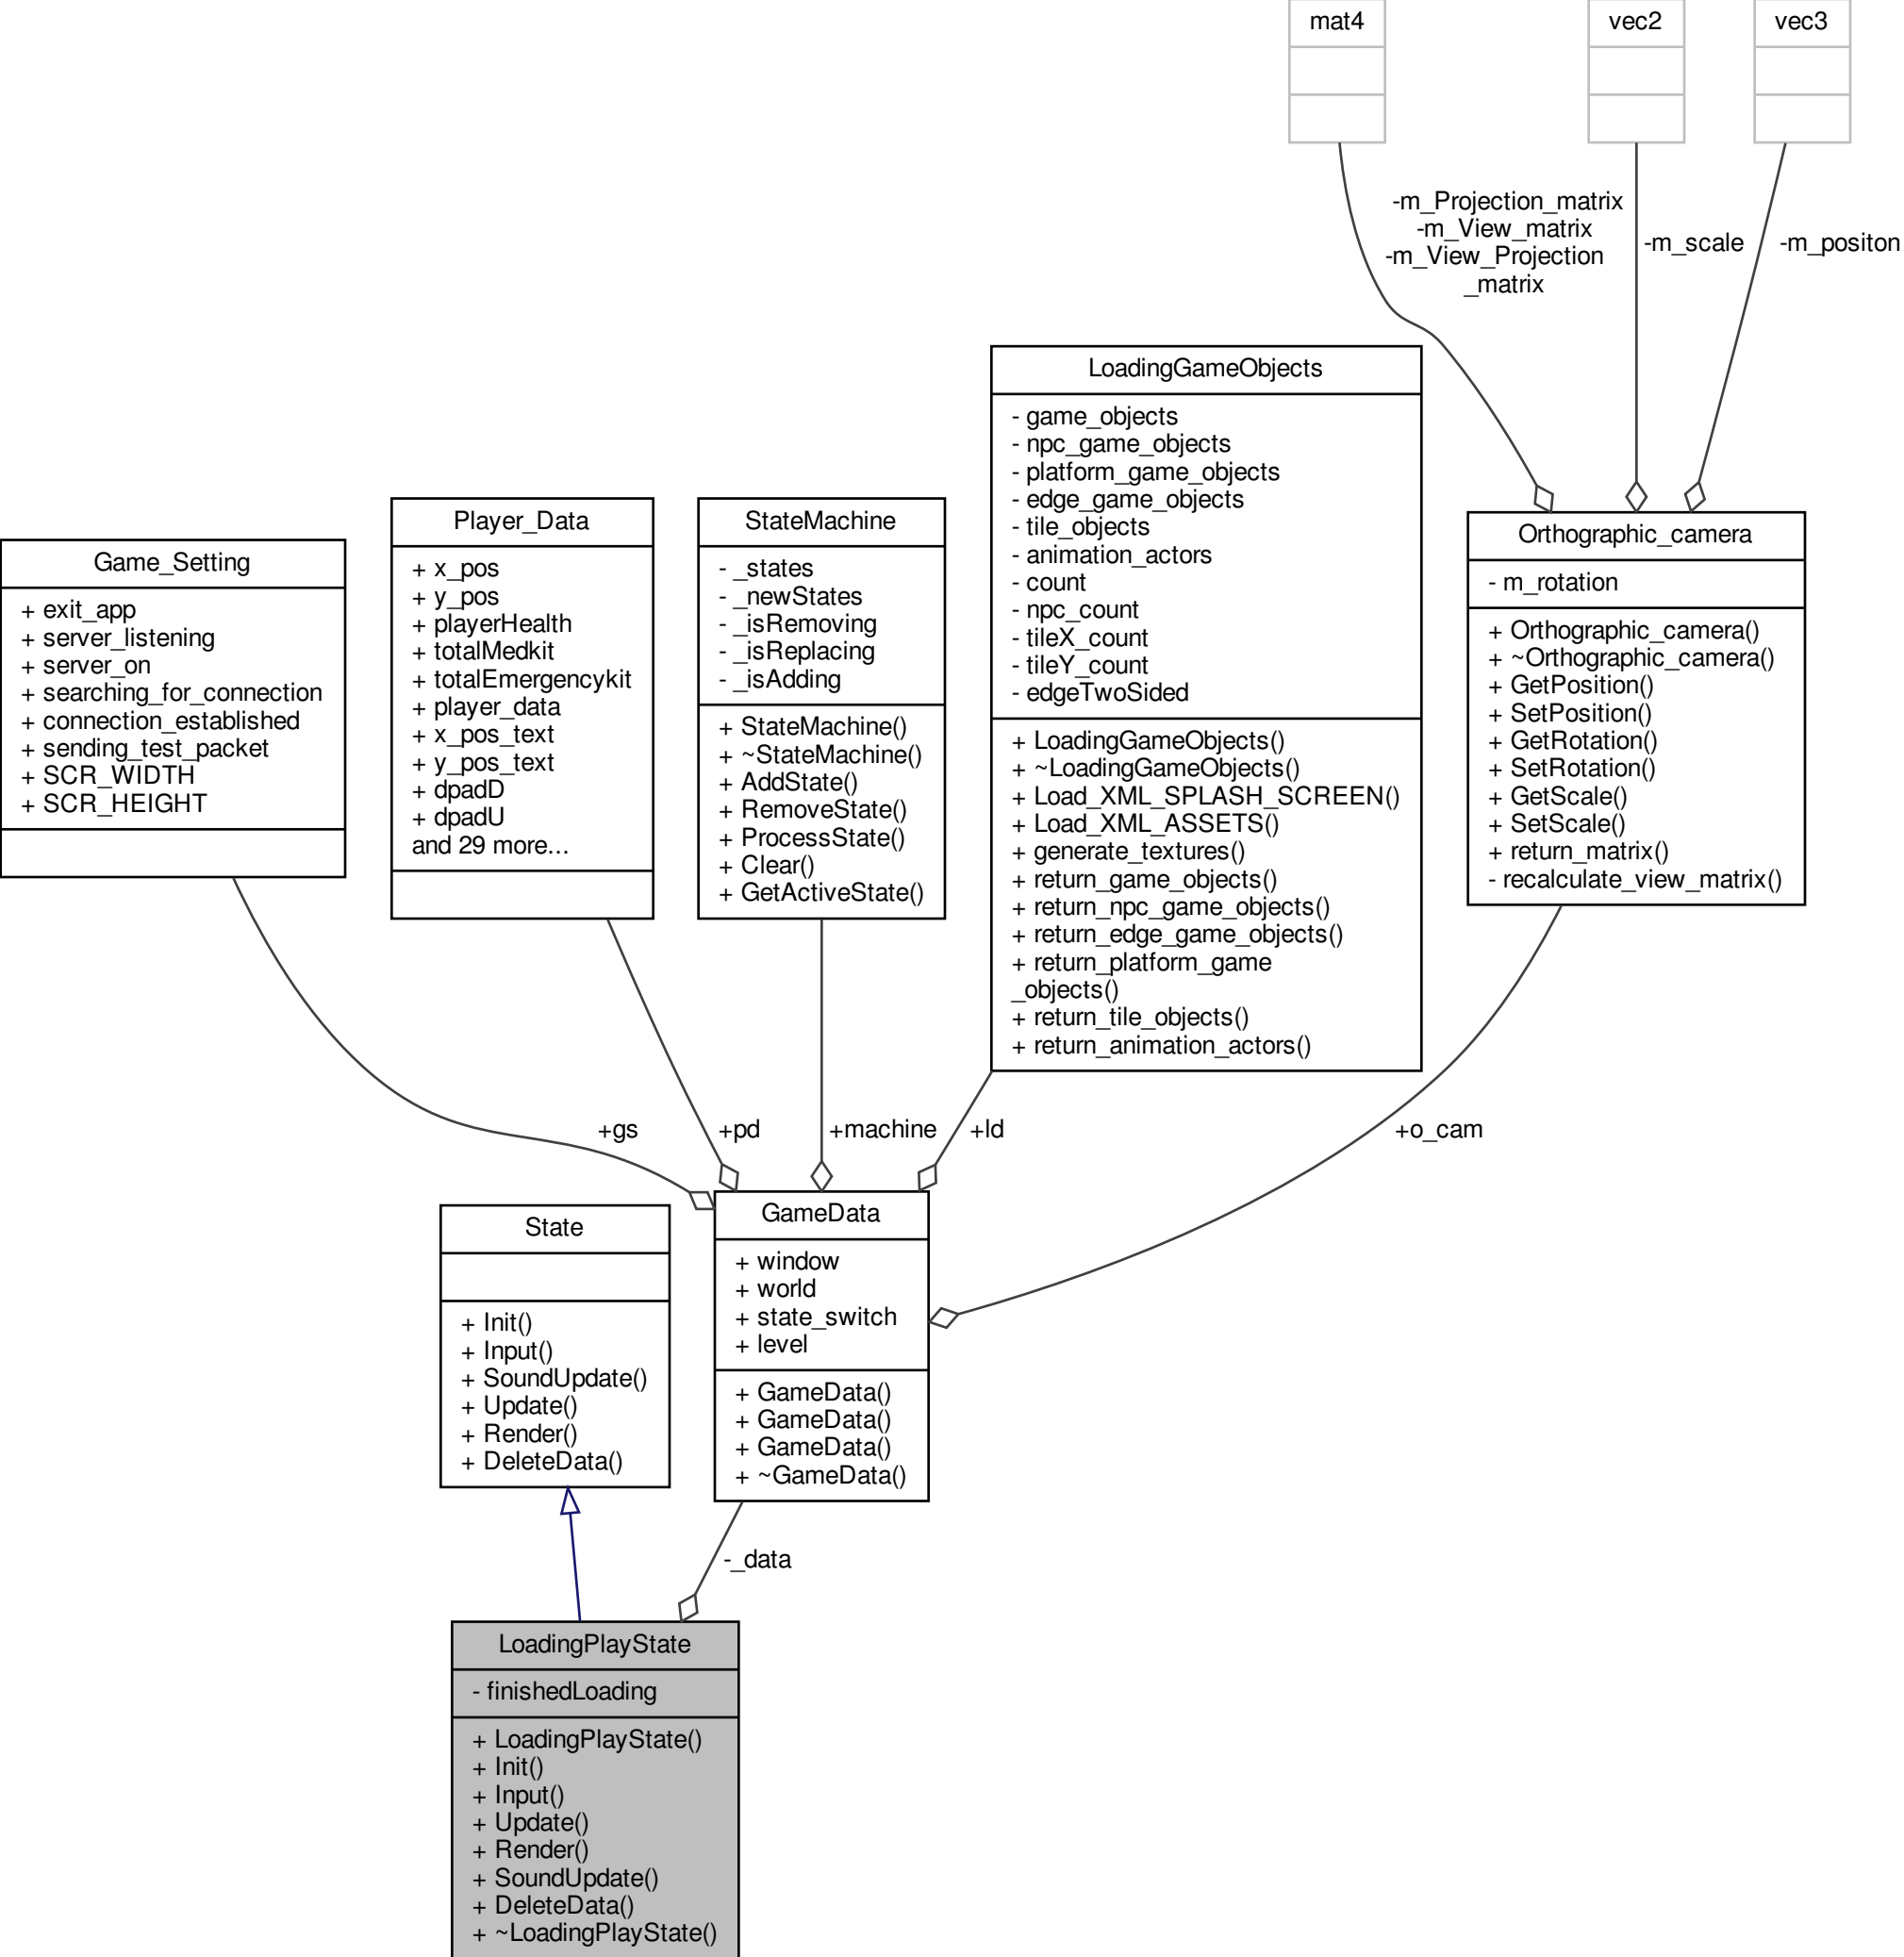 mat4
vec2
vec3
-m_Projection_matrix
-m_View_matrix
-m_View_Projection
_matrix
-m_scale
-m_positon
LoadingGameObjects
- game_objects
- npc_game_objects
- platform_game_objects
- edge_game_objects
- tile_objects
- animation_actors
- count
- npc_count
- tileX_count
- tileY_count
- edgeTwoSided
+ LoadingGameObjects()
+ ~LoadingGameObjects()
+ Load_XML_SPLASH_SCREEN()
+ Load_XML_ASSETS()
+ generate_textures()
+ return_game_objects()
+ return_npc_game_objects()
+ return_edge_game_objects()
+ return_platform_game
_objects()
+ return_tile_objects()
+ return_animation_actors()
Game_Setting
+ exit_app
+ server_listening
+ server_on
+ searching_for_connection
+ connection_established
+ sending_test_packet
+ SCR_WIDTH
+ SCR_HEIGHT
Player_Data
+ x_pos
+ y_pos
+ playerHealth
+ totalMedkit
+ totalEmergencykit
+ player_data
+ x_pos_text
+ y_pos_text
+ dpadD
+ dpadU
and 29 more...
StateMachine
- _states
- _newStates
- _isRemoving
- _isReplacing
- _isAdding
+ StateMachine()
+ ~StateMachine()
+ AddState()
+ RemoveState()
+ ProcessState()
+ Clear()
+ GetActiveState()
Orthographic_camera
- m_rotation
+ Orthographic_camera()
+ ~Orthographic_camera()
+ GetPosition()
+ SetPosition()
+ GetRotation()
+ SetRotation()
+ GetScale()
+ SetScale()
+ return_matrix()
- recalculate_view_matrix()
+gs
+pd
+machine
+ld
+o_cam
State
+ Init()
+ Input()
+ SoundUpdate()
+ Update()
+ Render()
+ DeleteData()
GameData
+ window
+ world
+ state_switch
+ level
+ GameData()
+ GameData()
+ GameData()
+ ~GameData()
-_data
LoadingPlayState
- finishedLoading
+ LoadingPlayState()
+ Init()
+ Input()
+ Update()
+ Render()
+ SoundUpdate()
+ DeleteData()
+ ~LoadingPlayState()